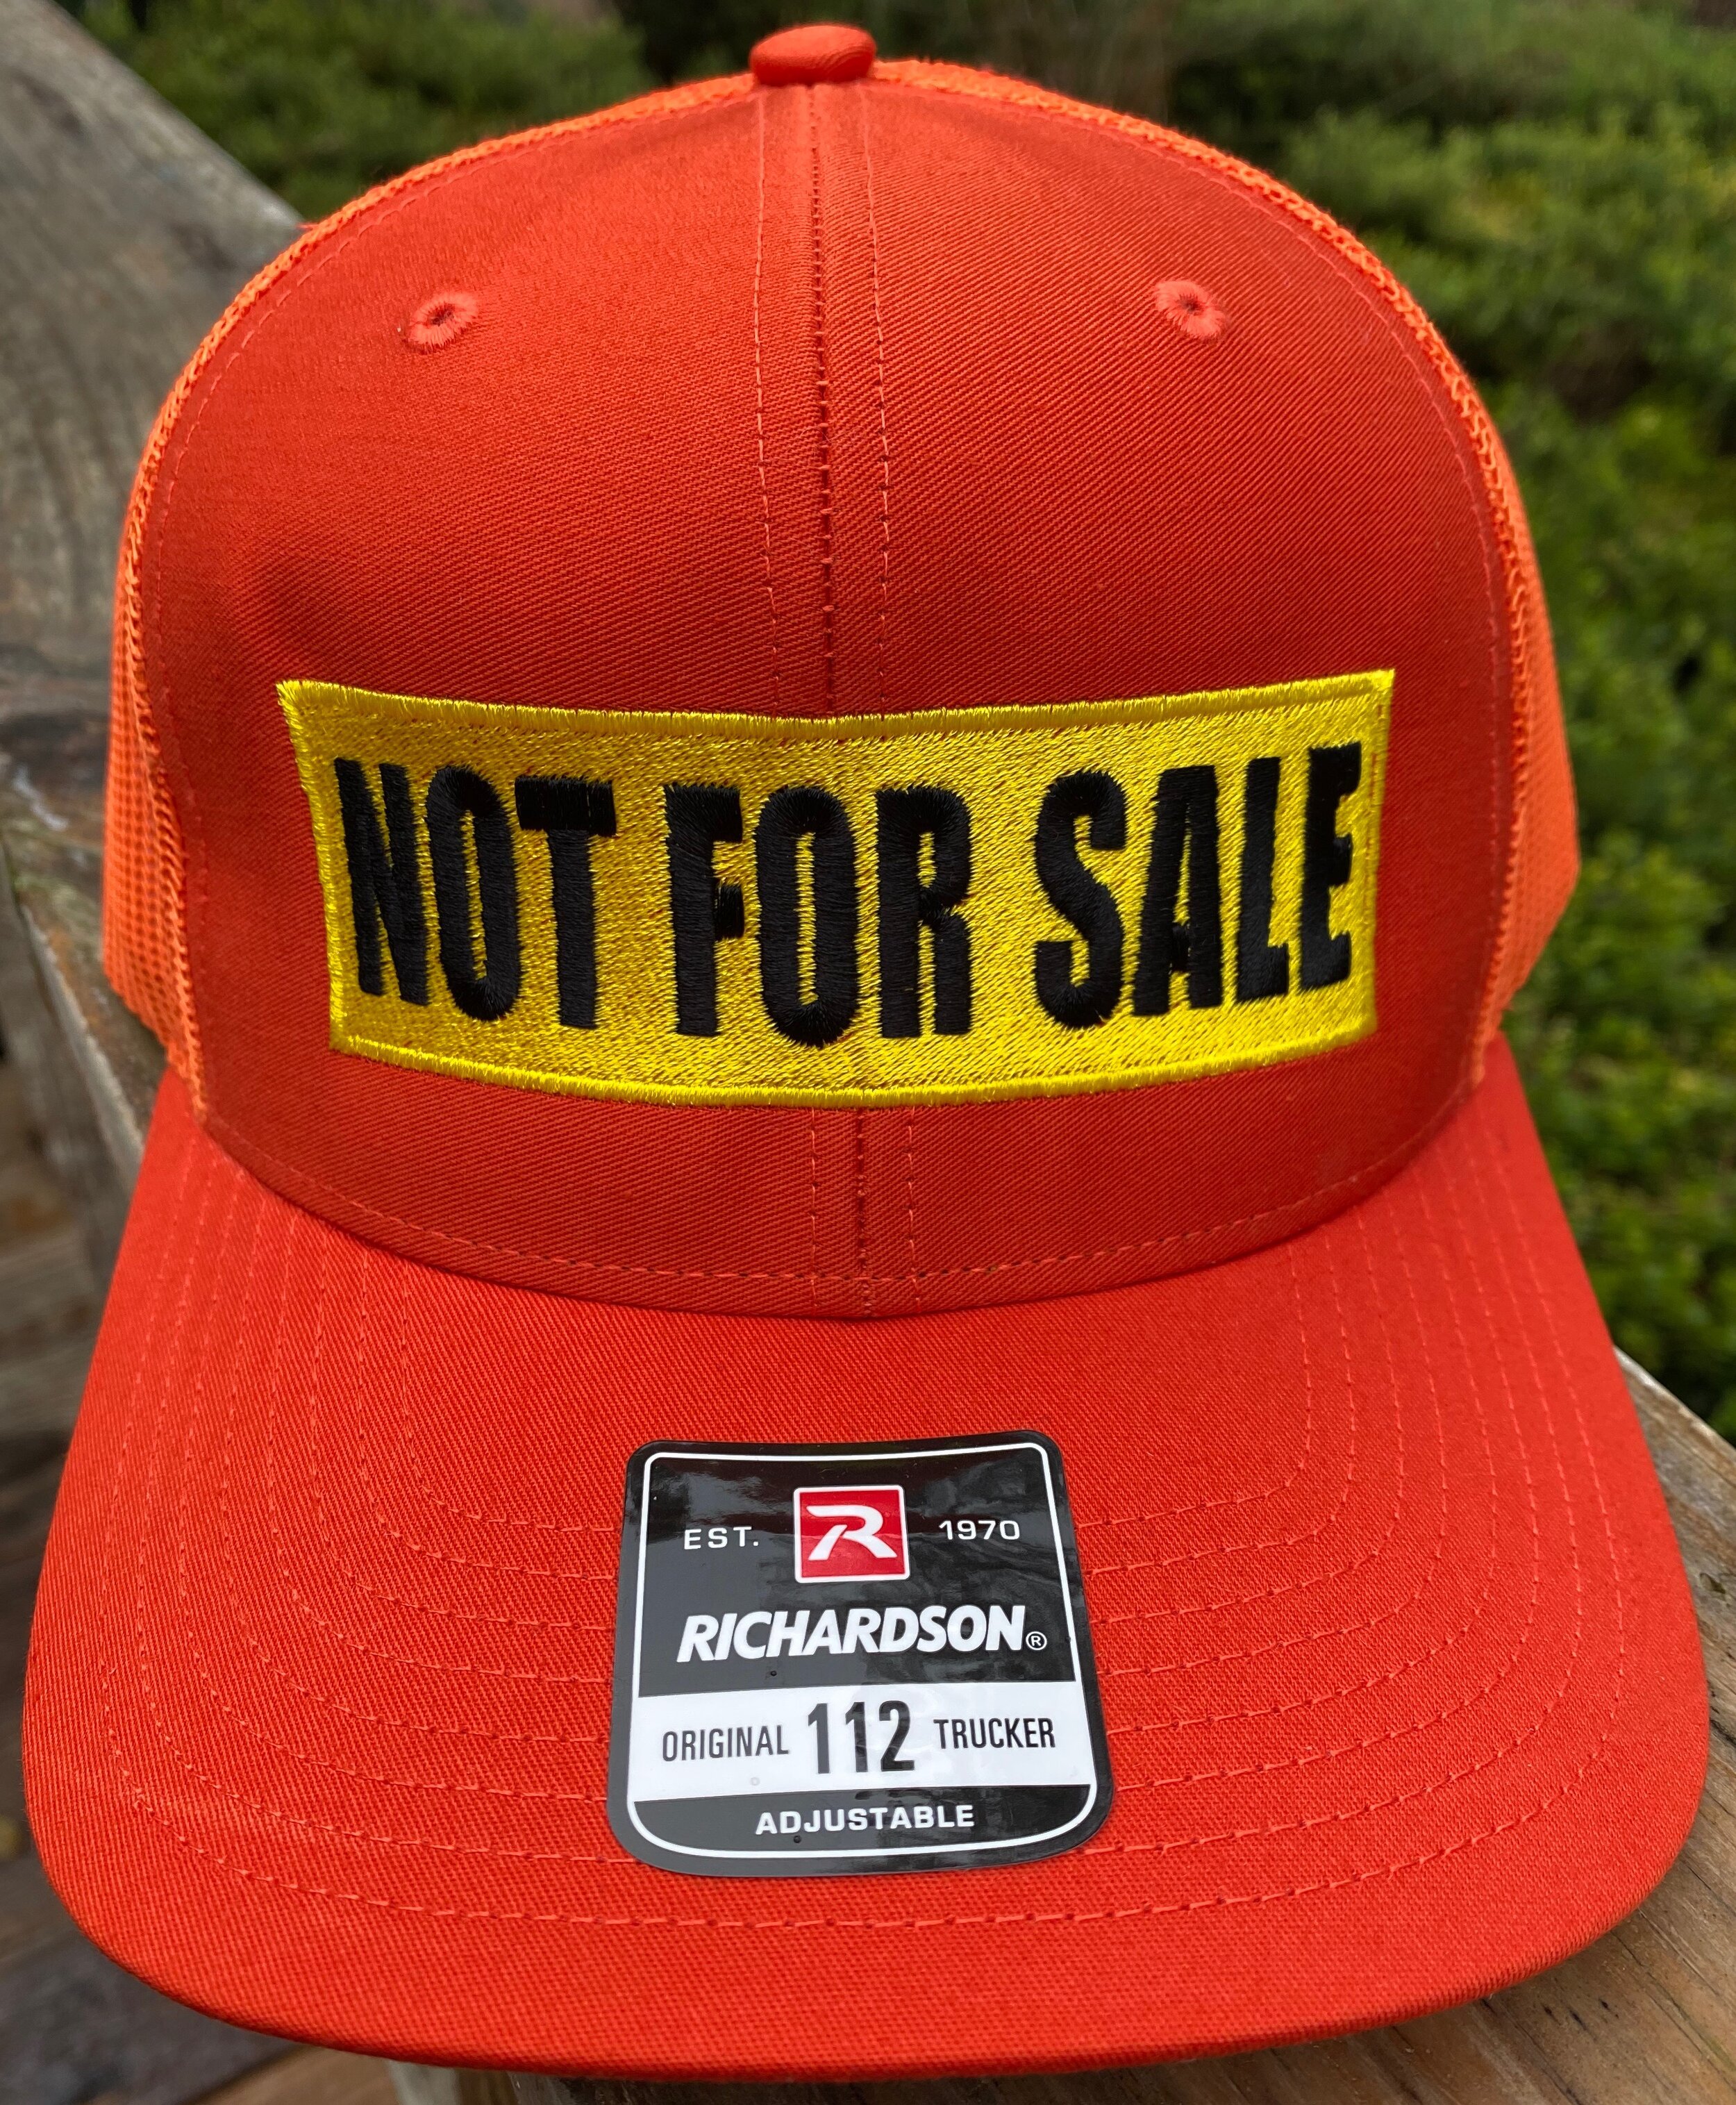 NOT FOR SALE
EST. R 1970
RICHARDSON®
ORIGINAL 112 TRUCKER
ADJUSTABLE